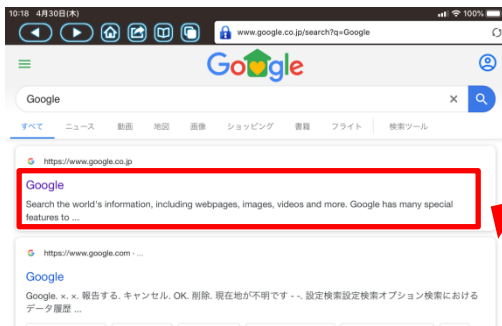 10:18 4月30日(木)
100%
www.google.co.jp/search?q=Google
Google
Google
すべて ニュース 動画 地図 画像 ショッピング 書籍 フライト 検索ツール
https://www.google.co.jp
Google
Search the world's information, including webpages, images, videos and more. Google has many special
features to ...
https://www.google.com › ...
Google
Google. ×. ×. 報告する. キャンセル. OK. 削除. 現在地が不明です - -. 設定検索設定検索オプション検索における
データ履歴 ...